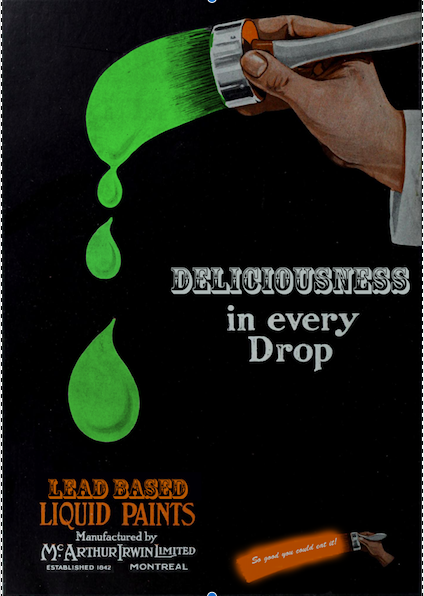 DELICIOUSNESS
in every
Drop
LEAD BASED
LIQUID PAINTS
Manufactured by
McARTHUR IRWIN LIMITED
ESTABLISHED 1842 MONTREAL
So good you could eat it!